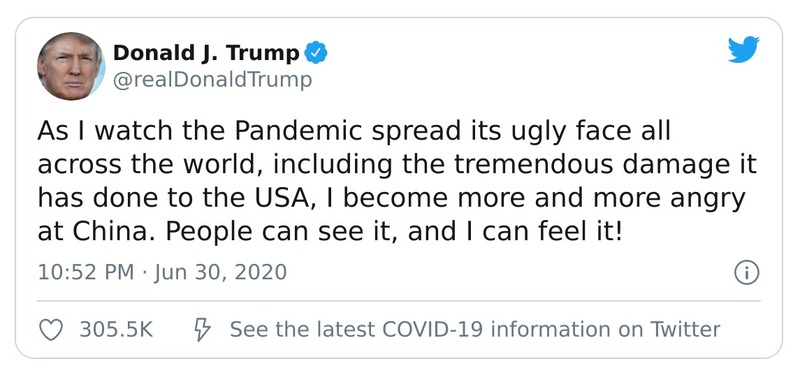 Donald J. Trump
@realDonaldTrump
As I watch the Pandemic spread its ugly face all
across the world, including the tremendous damage it
has done to the USA, I become more and more angry
at China. People can see it, and I can feel it!
10:52 PM · Jun 30, 2020
305.5K See the latest COVID-19 information on Twitter